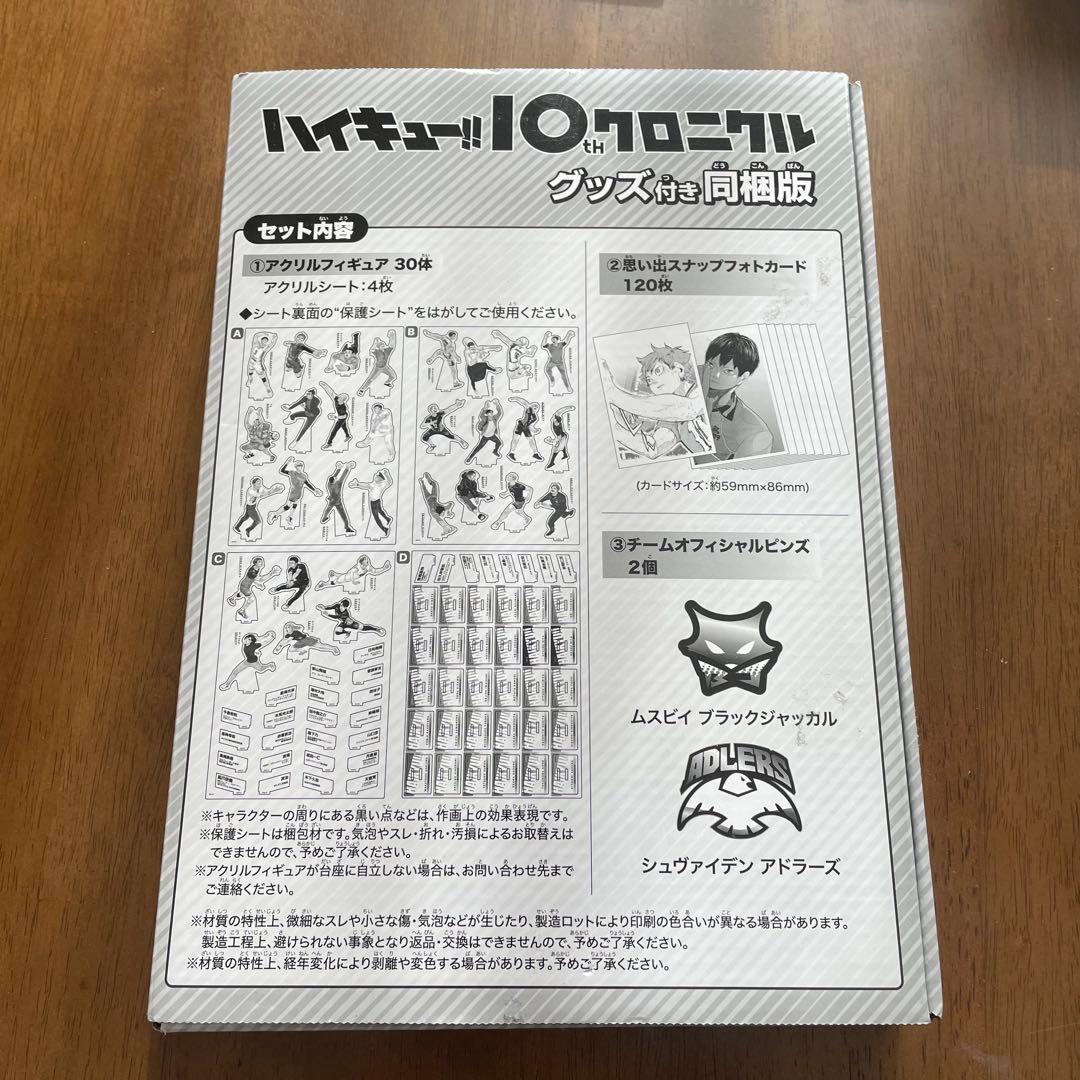 ハイキュー!! 10thクロニクル
グッズ付き同梱版
セット内容
①アクリルフィギュア 30体
アクリルシート：4枚
◆シート裏面の“保護シート”をはがしてご使用ください。
A
B
C
D
※キャラクターの周りにある黒い点などは、作画上の効果表現です。
※保護シートは梱包材です。気泡やスレ・折れ・汚損によるお取替えは
できませんので、予めご了承ください。
※アクリルフィギュアが台座に自立しない場合は、お問い合わせ先まで
ご連絡ください。
②思い出スナップフォトカード
120枚
(カードサイズ：約59mm×86mm)
③チームオフィシャルピンズ
2個
ムスビイ ブラックジャッカル
ADLERS
シュヴァイデン アドラーズ
※材質の特性上、微細なスレや小さな傷・気泡などが生じたり、製造ロットにより印刷の色合いが異なる場合があります。
製造工程上、避けられない事象となり返品・交換はできませんので、予めご了承ください。
※材質の特性上、経年変化により剥離や変色する場合があります。予めご了承ください。